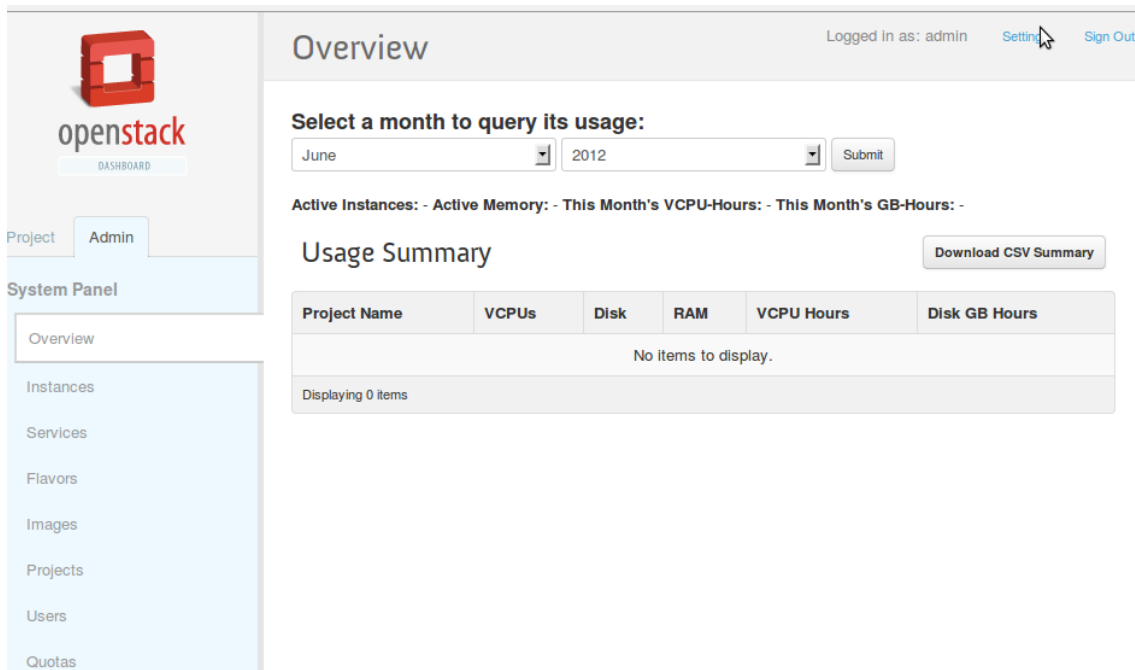 openstack
DASHBOARD
Project Admin
System Panel
Overview
Instances
Services
Flavors
Images
Projects
Users
Quotas
Overview
Logged in as: admin Setting Sign Out
Select a month to query its usage:
June 2012 Submit
Active Instances: - Active Memory: - This Month's VCPU-Hours: - This Month's GB-Hours: -
Usage Summary Download CSV Summary
Project Name VCPUs Disk RAM VCPU Hours Disk GB Hours
No items to display.
Displaying 0 items